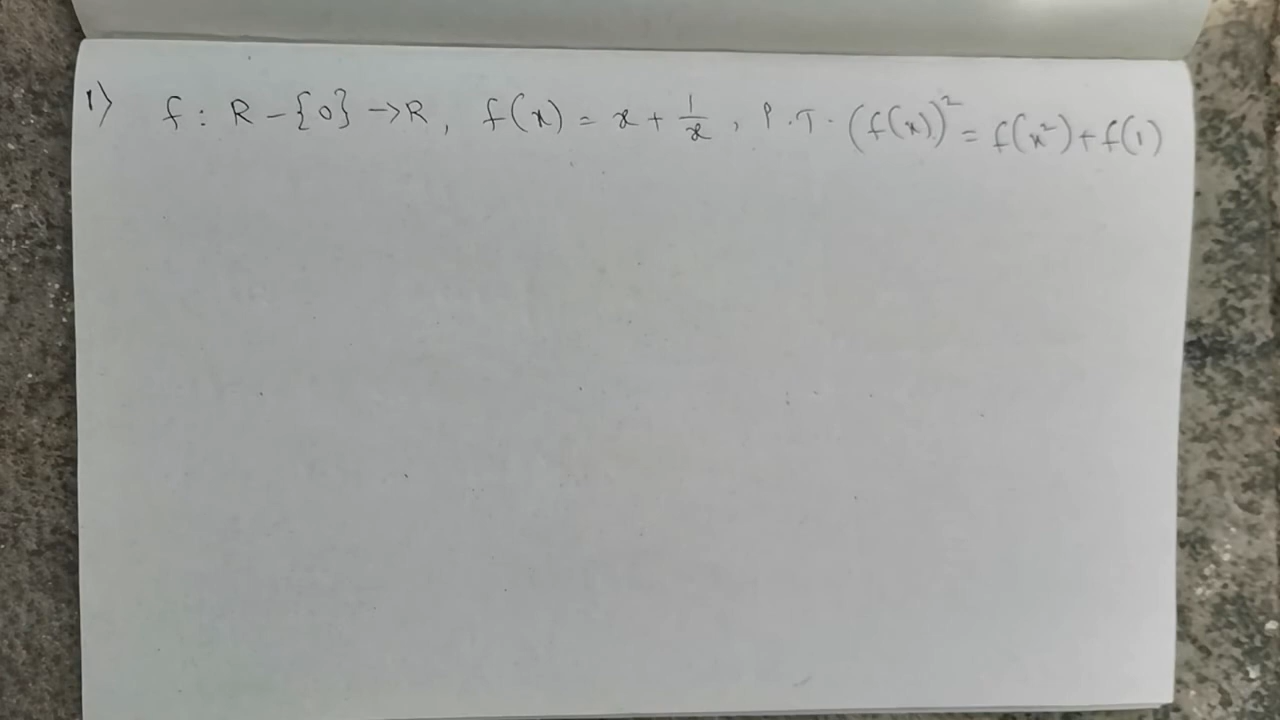 1) f : R - {0} → R, f(x) = x + 1/x, P.T. (f(x))² = f(x²) + f(1)